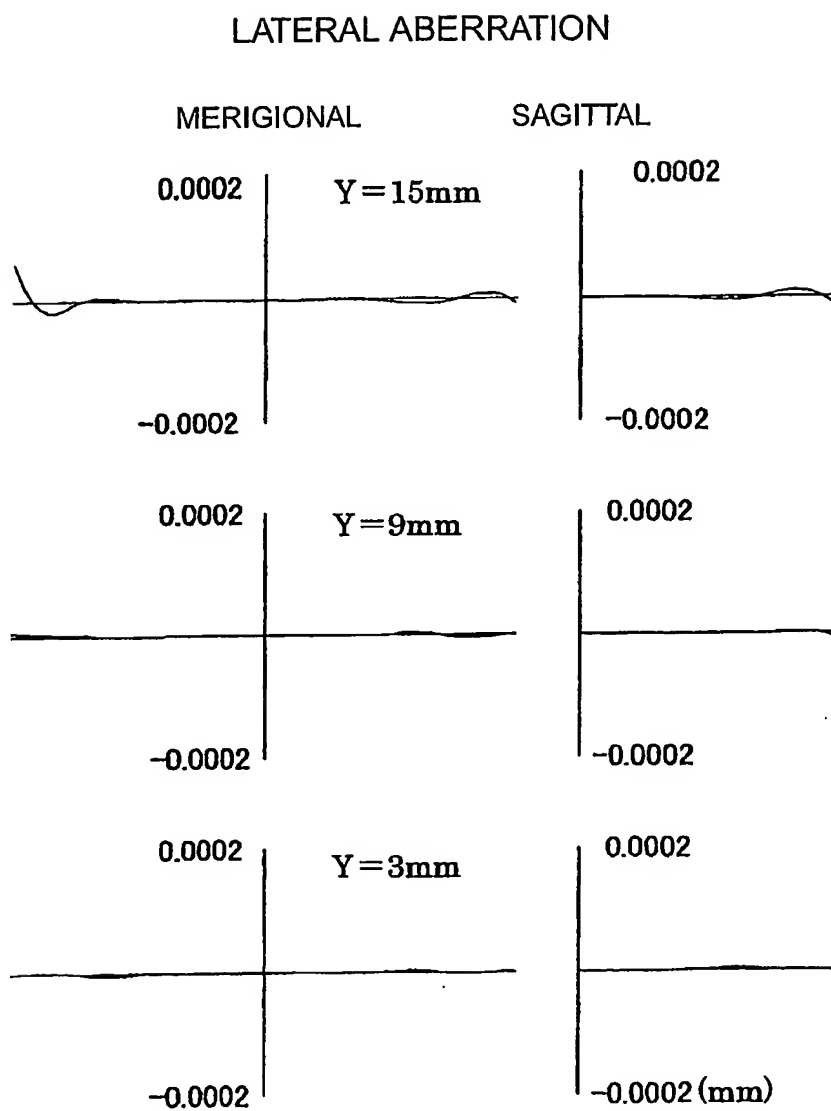 LATERAL ABERRATION
MERIGIONAL SAGITTAL
0.0002 Y=15mm 0.0002
-0.0002 -0.0002
0.0002 Y=9mm 0.0002
-0.0002 -0.0002
0.0002 Y=3mm 0.0002
-0.0002 -0.0002 (mm)